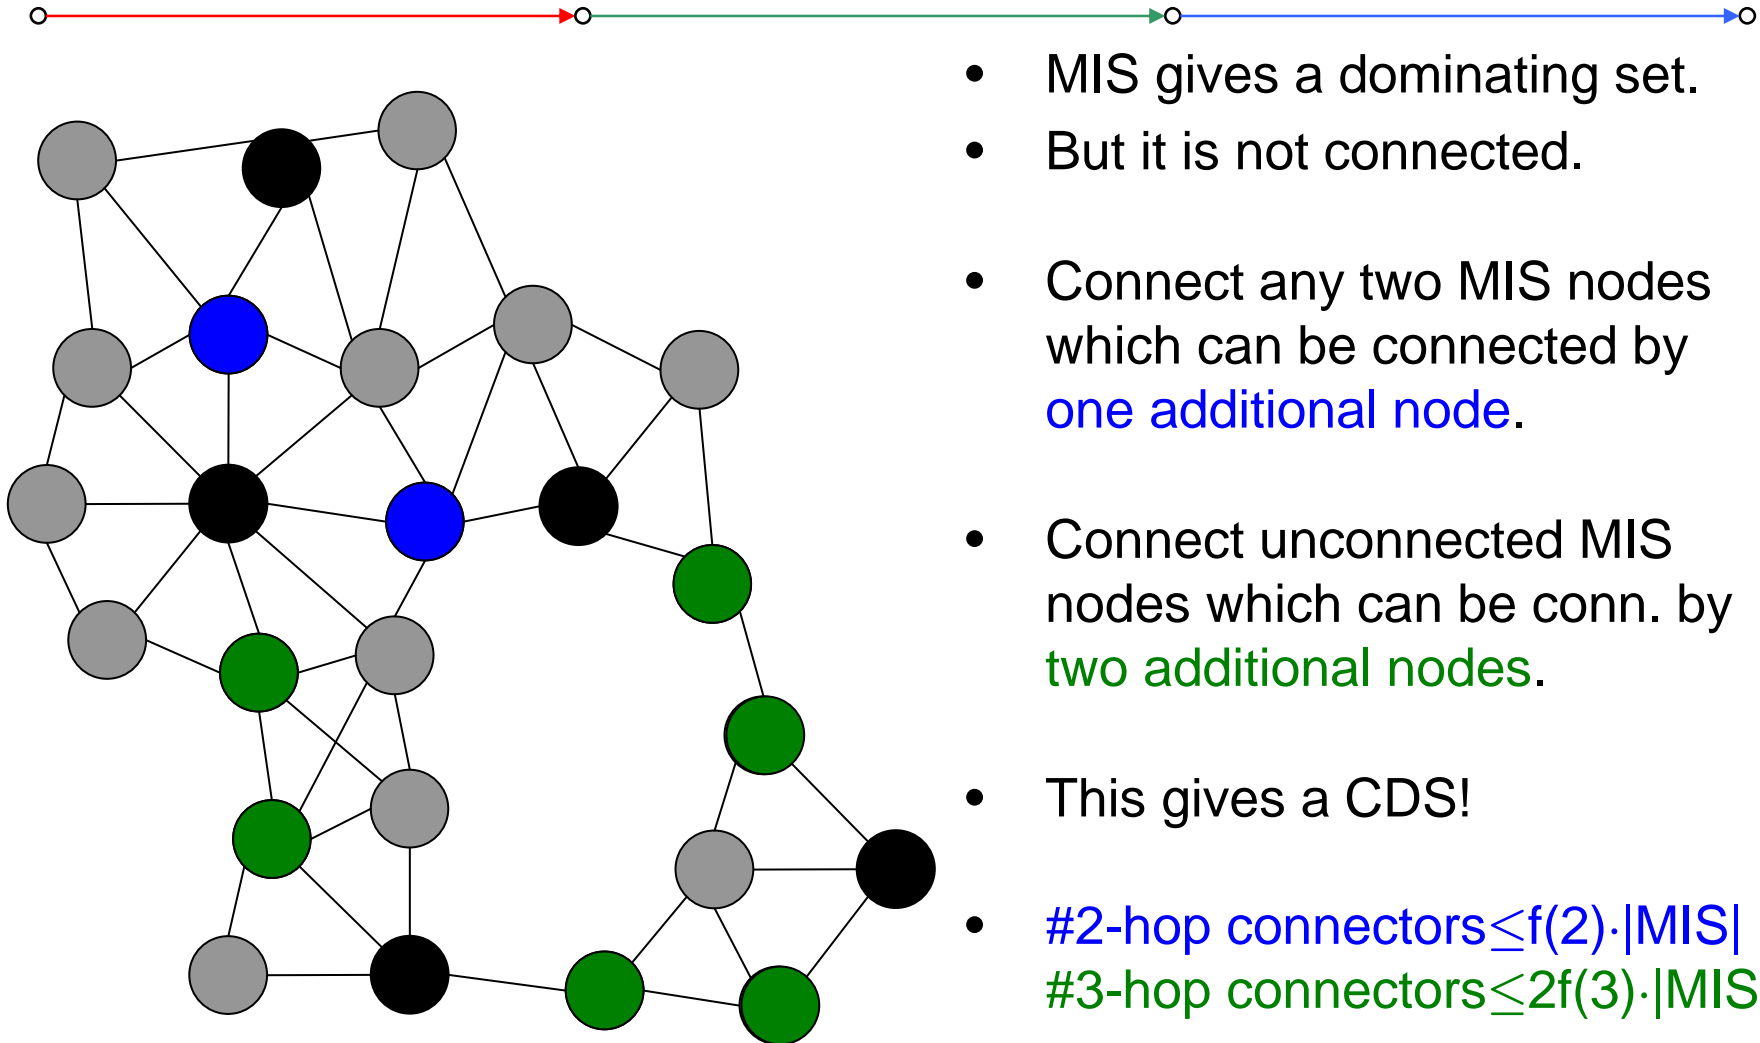 • MIS gives a dominating set.
• But it is not connected.
• Connect any two MIS nodes
which can be connected by
one additional node.
• Connect unconnected MIS
nodes which can be conn. by
two additional nodes.
• This gives a CDS!
• #2-hop connectors≤f(2)·|MIS|
#3-hop connectors≤2f(3)·|MIS